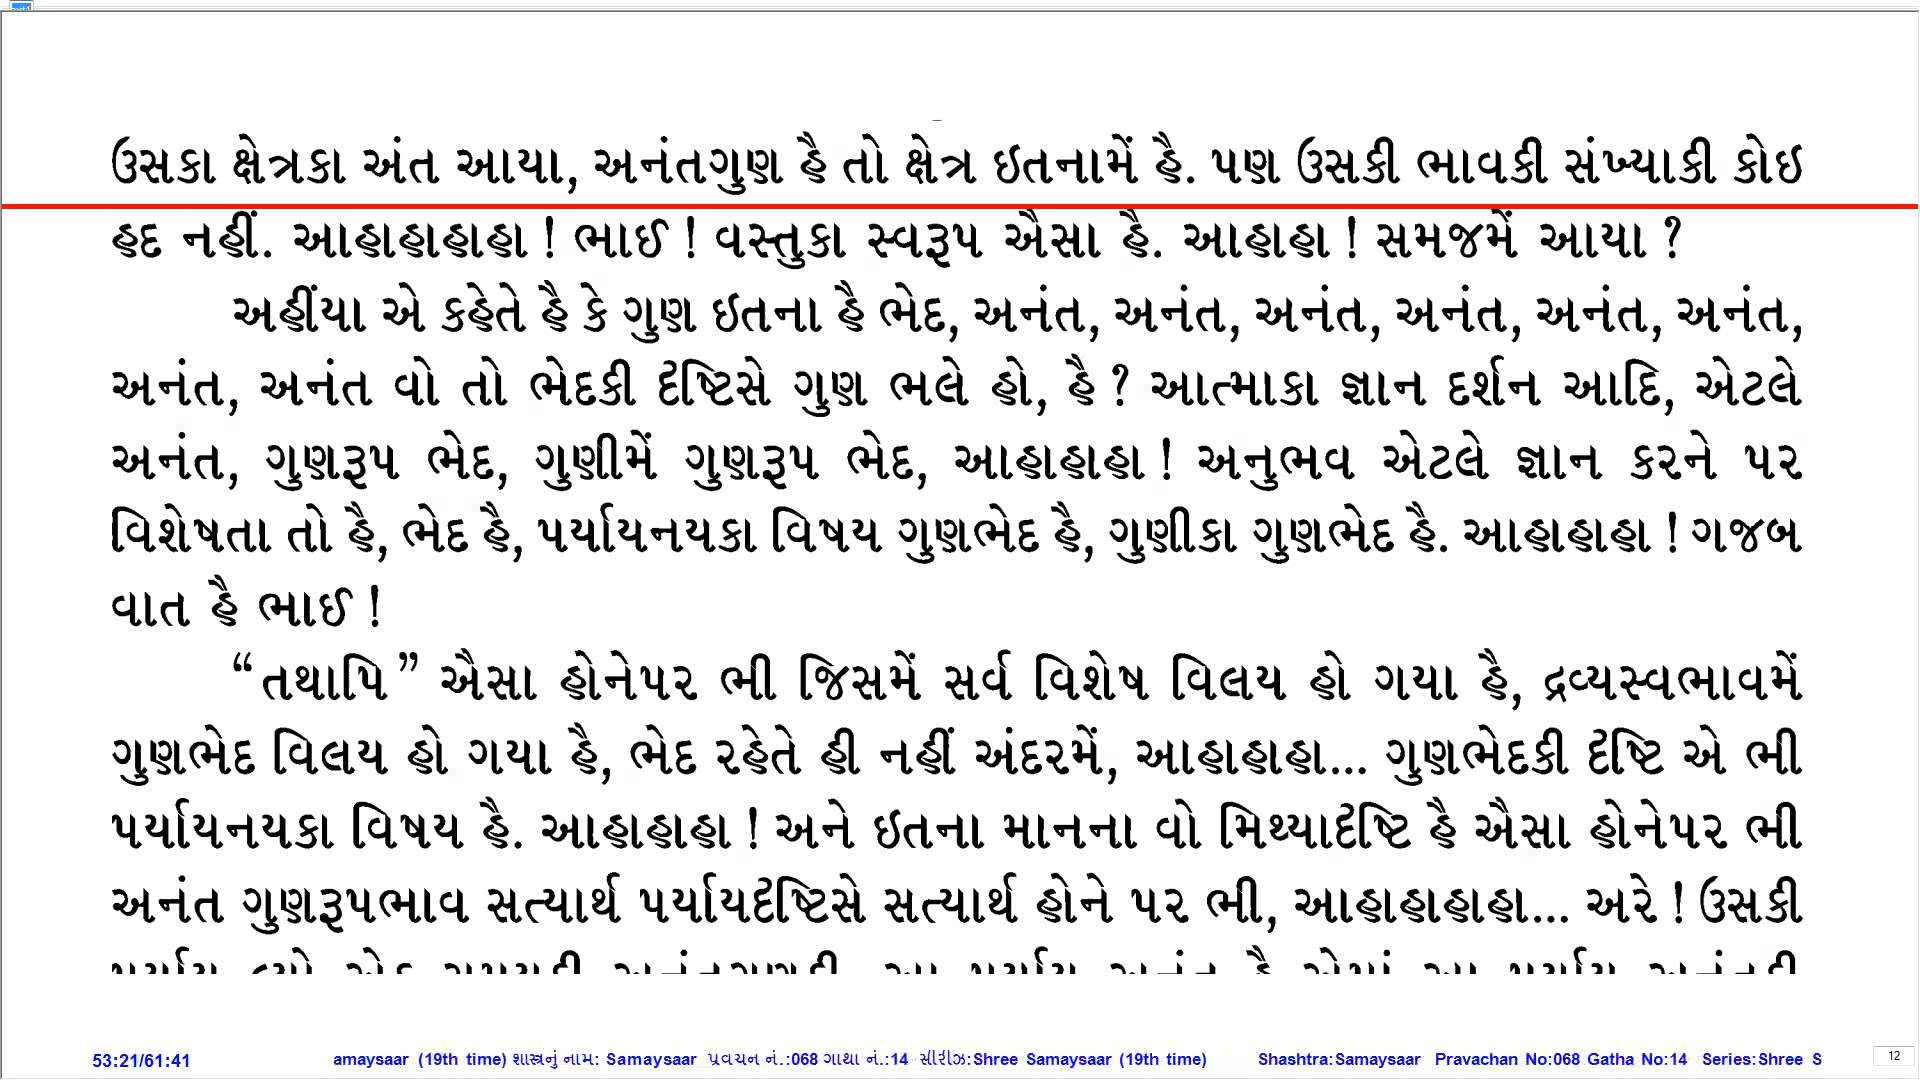 ઉસકા ક્ષેત્રકા અંત આયા, અનંતગુણ હૈ તો ક્ષેત્ર ઇતનામેં હૈ. પણ ઉસકી ભાવકી સંખ્યાકી કોઇ
હદ નહીં. આહાહાહાહા ! ભાઈ ! વસ્તુકા સ્વરૂપ ઐસા હૈ. આહાહા ! સમજમેં આયા ?
અહીંયા એ કહેતે હૈ કે ગુણ ઇતના હૈ ભેદ, અનંત, અનંત, અનંત, અનંત, અનંત, અનંત,
અનંત, અનંત વો તો ભેદકી દૃષ્ટિસે ગુણ ભલે હો, હૈ ? આત્માકા જ્ઞાન દર્શન આદિ, એટલે
અનંત, ગુણરૂપ ભેદ, ગુણીમેં ગુણરૂપ ભેદ, આહાહાહા ! અનુભવ એટલે જ્ઞાન કરને પર
વિશેષતા તો હૈ, ભેદ હૈ, પર્યાયનયકા વિષય ગુણભેદ હૈ, ગુણીકા ગુણભેદ હૈ. આહાહાહા ! ગજબ
વાત હૈ ભાઈ !
“તથાપિ” ઐસા હોનેપર ભી જિસમેં સર્વ વિશેષ વિલય હો ગયા હૈ, દ્રવ્યસ્વભાવમેં
ગુણભેદ વિલય હો ગયા હૈ, ભેદ રહેતે હી નહીં અંદરમેં, આહાહાહા... ગુણભેદકી દૃષ્ટિ એ ભી
પર્યાયનયકા વિષય હૈ. આહાહાહા ! અને ઇતના માનના વો મિથ્યાદૃષ્ટિ હૈ ઐસા હોનેપર ભી
અનંત ગુણરૂપભાવ સત્યાર્થ પર્યાયદૃષ્ટિસે સત્યાર્થ હોને પર ભી, આહાહાહાહા... અરે ! ઉસકી
53:21/61:41 amaysaar (19th time) શાસ્ત્રનું નામ: Samaysaar પ્રવચન નં.:068 ગાથા નં.:14 સીરીઝ:Shree Samaysaar (19th time) Shashtra:Samaysaar Pravachan No:068 Gatha No:14 Series:Shree S 12